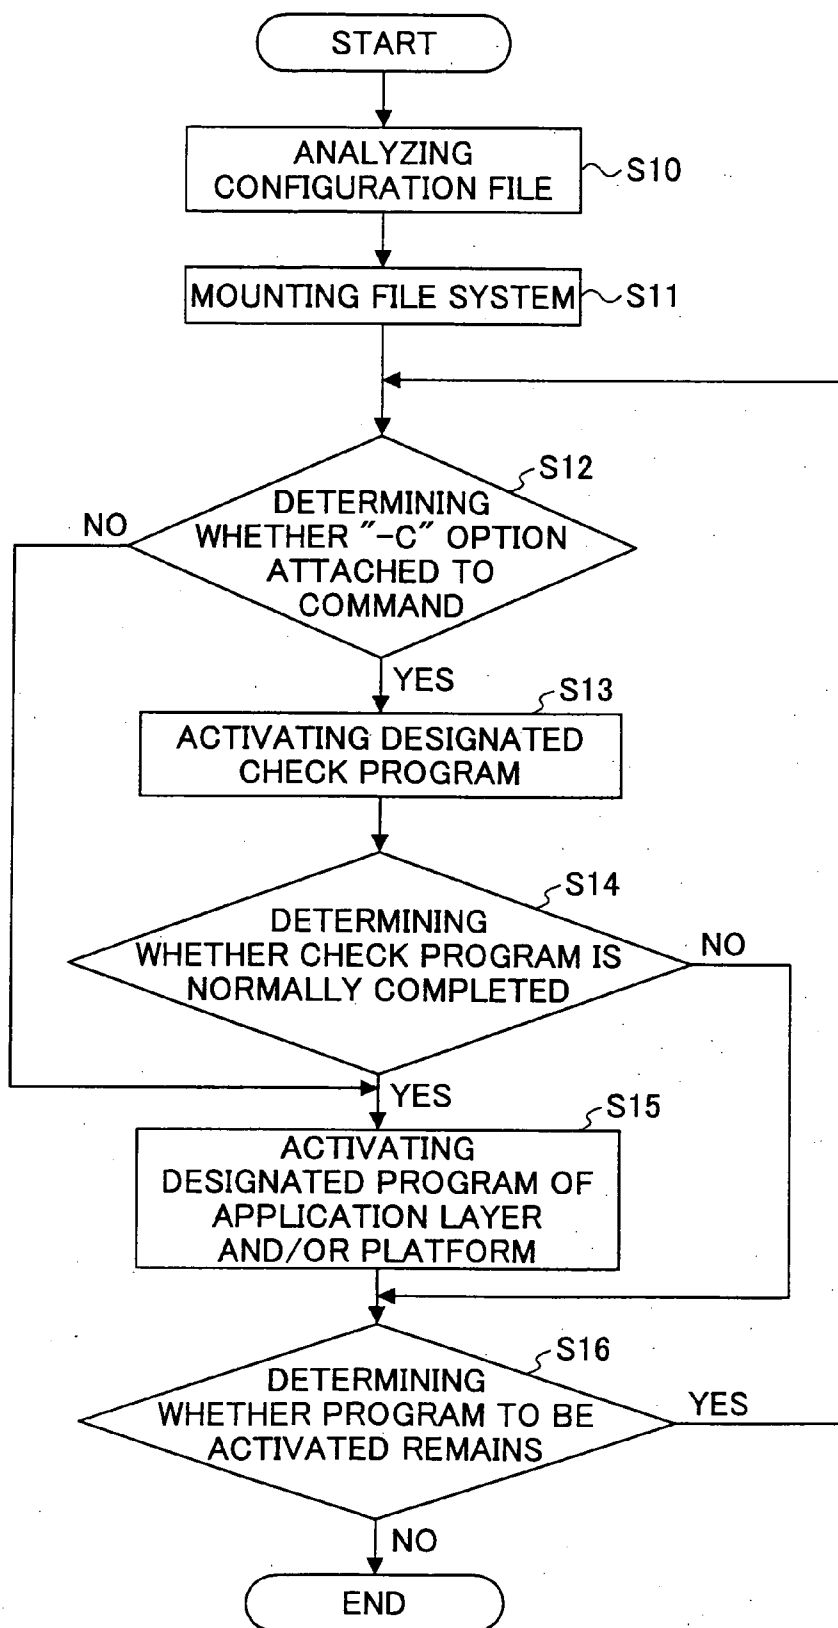 START
ANALYZING
CONFIGURATION FILE
S10
MOUNTING FILE SYSTEM
S11
S12
DETERMINING
WHETHER "-C" OPTION
ATTACHED TO
COMMAND
NO
YES
S13
ACTIVATING DESIGNATED
CHECK PROGRAM
S14
DETERMINING
WHETHER CHECK PROGRAM IS
NORMALLY COMPLETED
NO
YES
S15
ACTIVATING
DESIGNATED PROGRAM OF
APPLICATION LAYER
AND/OR PLATFORM
S16
DETERMINING
WHETHER PROGRAM TO BE
ACTIVATED REMAINS
YES
NO
END